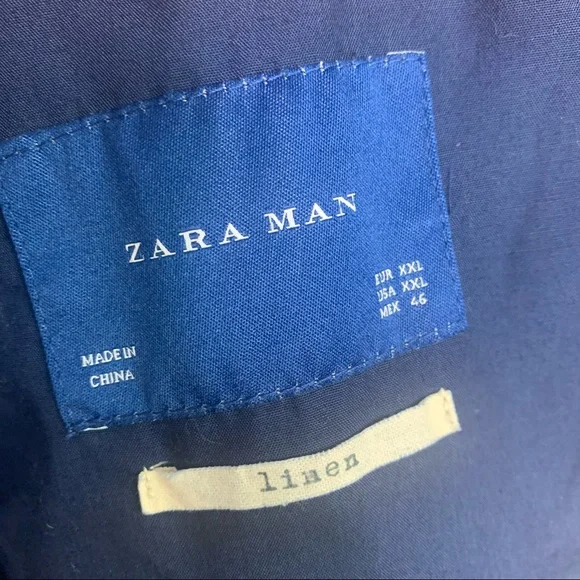 ZARA MAN
EUR XXL
USA XXL
MEX 46
MADE IN
CHINA
linen